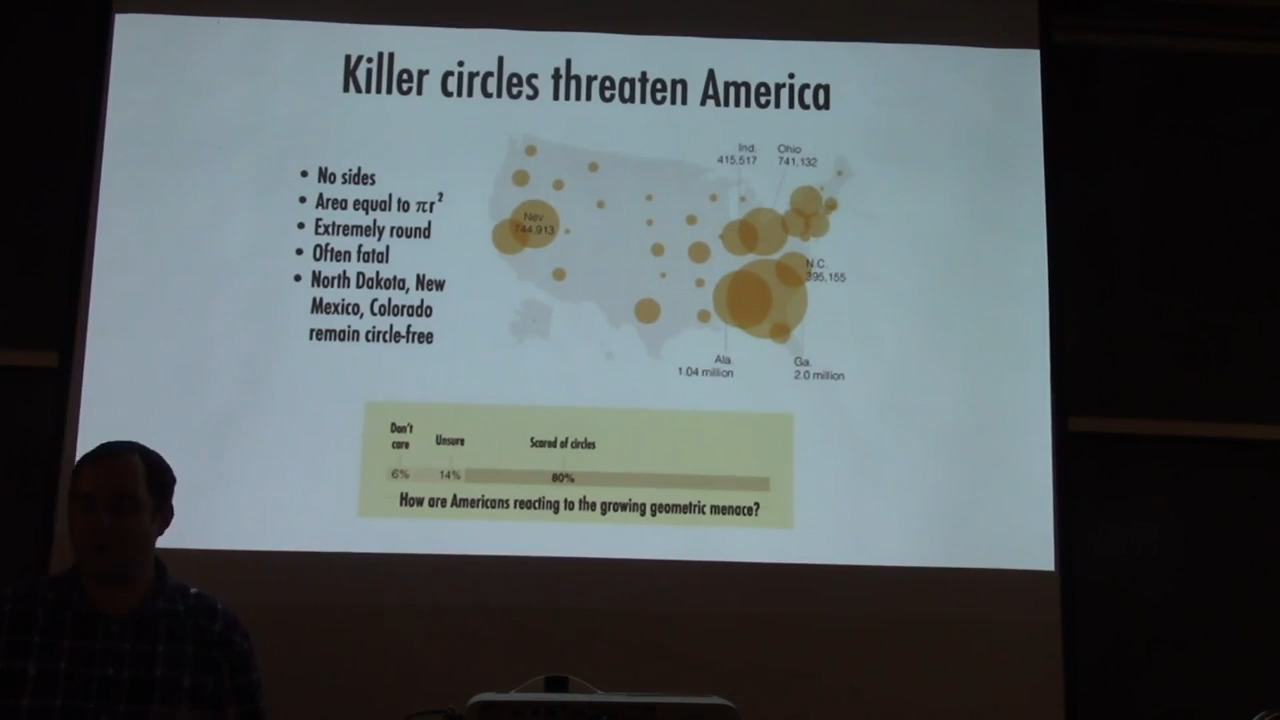 Killer circles threaten America
• No sides
• Area equal to πr²
• Extremely round
• Often fatal
• North Dakota, New
Mexico, Colorado
remain circle-free
Ind.
415,517
Ohio
741,132
Nev
744,913
N.C.
395,155
Ala.
1.04 million
Ga.
2.0 million
Don't
care
Unsure
Scared of circles
6%
14%
80%
How are Americans reacting to the growing geometric menace?